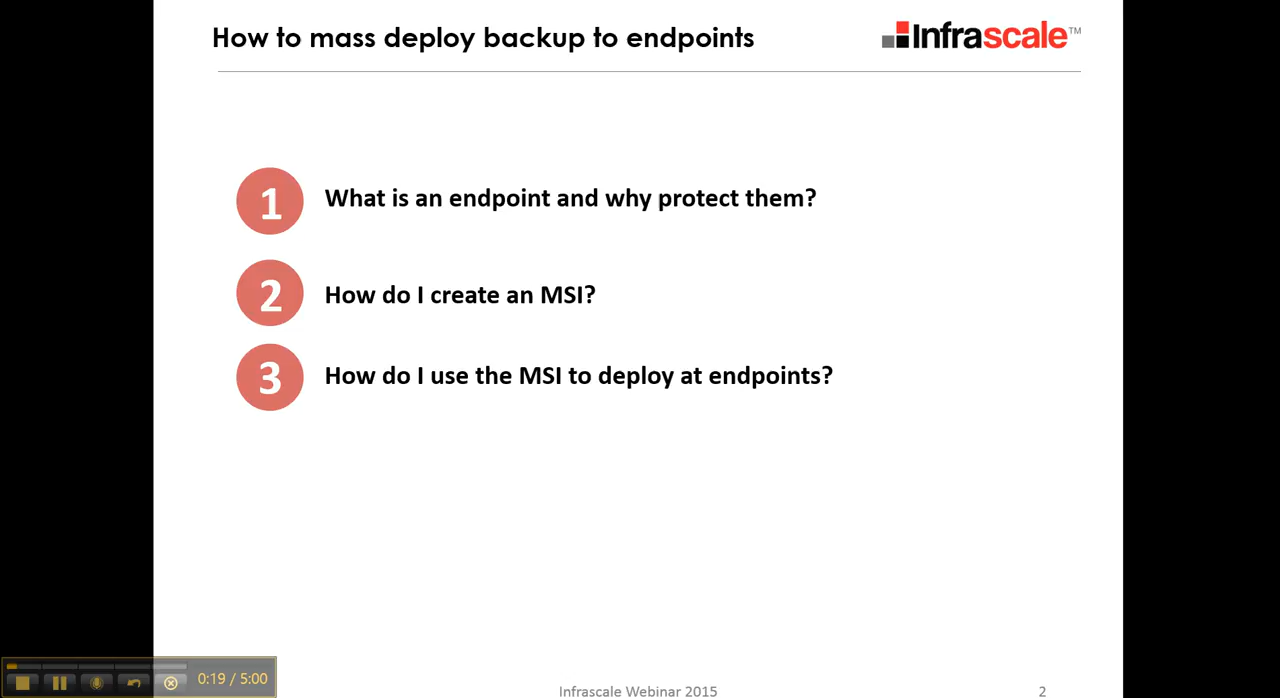 How to mass deploy backup to endpoints
Infrascale™
1
What is an endpoint and why protect them?
2
How do I create an MSI?
3
How do I use the MSI to deploy at endpoints?
0:19 / 5:00
Infrascale Webinar 2015
2